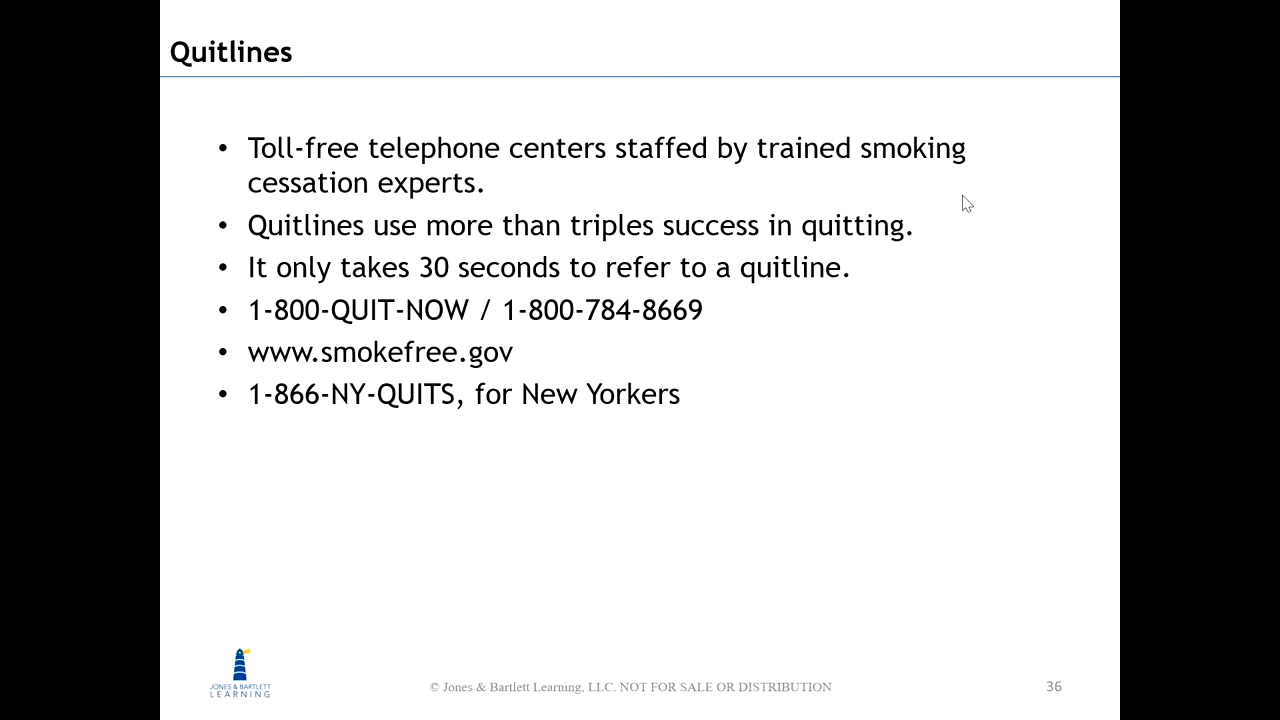 Quitlines
• Toll-free telephone centers staffed by trained smoking
cessation experts.
• Quitlines use more than triples success in quitting.
• It only takes 30 seconds to refer to a quitline.
• 1-800-QUIT-NOW / 1-800-784-8669
• www.smokefree.gov
• 1-866-NY-QUITS, for New Yorkers
JONES & BARTLETT
LEARNING
© Jones & Bartlett Learning, LLC. NOT FOR SALE OR DISTRIBUTION
36